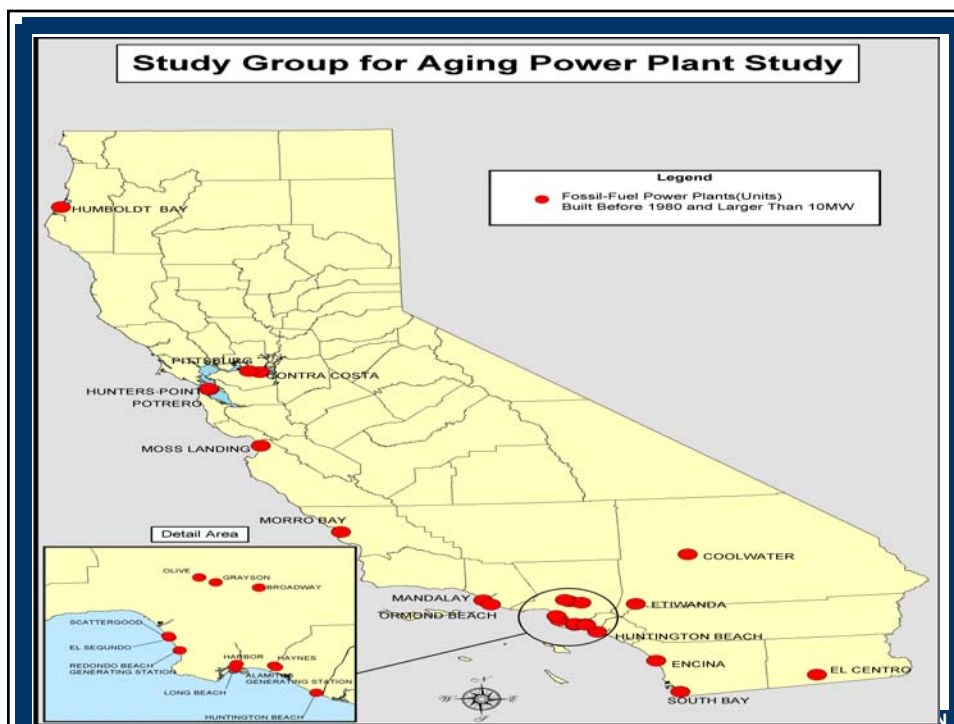 Study Group for Aging Power Plant Study
Legend
Fossil-Fuel Power Plants(Units)
Built Before 1980 and Larger Than 10MW
HUMBOLDT BAY
PITTSBURG
CONTRA COSTA
HUNTERS-POINT
POTRERO
MOSS LANDING
MORRO BAY
COOLWATER
MANDALAY
ETIWANDA
ORMOND BEACH
HUNTINGTON BEACH
ENCINA
EL CENTRO
SOUTH BAY
Detail Area
OLIVE
GRAYSON
BROADWAY
SCATTERGOOD
EL SEGUNDO
REDONDO BEACH
GENERATING STATION
HARBOR
HAYNES
ALAMITOS
GENERATING STATION
LONG BEACH
HUNTINGTON BEACH
N
W
E
S
N